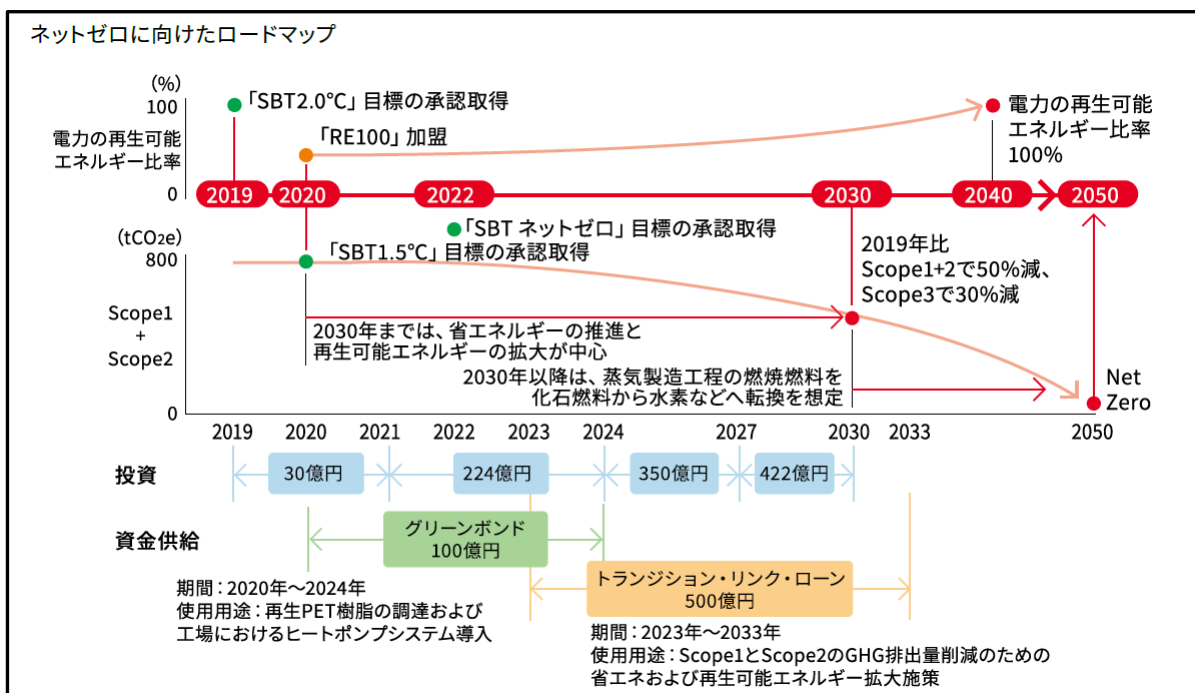 ネットゼロに向けたロードマップ
(%)
100
電力の再生可能
エネルギー比率
0
「SBT2.0℃」目標の承認取得
「RE100」加盟
電力の再生可能
エネルギー比率
100%
2019
2020
2022
2030
2040
2050
(tCO2e)
800
Scope1
+
Scope2
0
「SBT ネットゼロ」目標の承認取得
「SBT1.5℃」目標の承認取得
2019年比
Scope1+2で50%減、
Scope3で30%減
2030年までは、省エネルギーの推進と
再生可能エネルギーの拡大が中心
2030年以降は、蒸気製造工程の燃焼燃料を
化石燃料から水素などへ転換を想定
Net
Zero
2019
2020
2021
2022
2023
2024
2027
2030
2033
2050
投資
30億円
224億円
350億円
422億円
資金供給
グリーンボンド
100億円
期間：2020年～2024年
使用用途：再生PET樹脂の調達および
工場におけるヒートポンプシステム導入
トランジション・リンク・ローン
500億円
期間：2023年～2033年
使用用途：Scope1とScope2のGHG排出量削減のための
省エネおよび再生可能エネルギー拡大施策